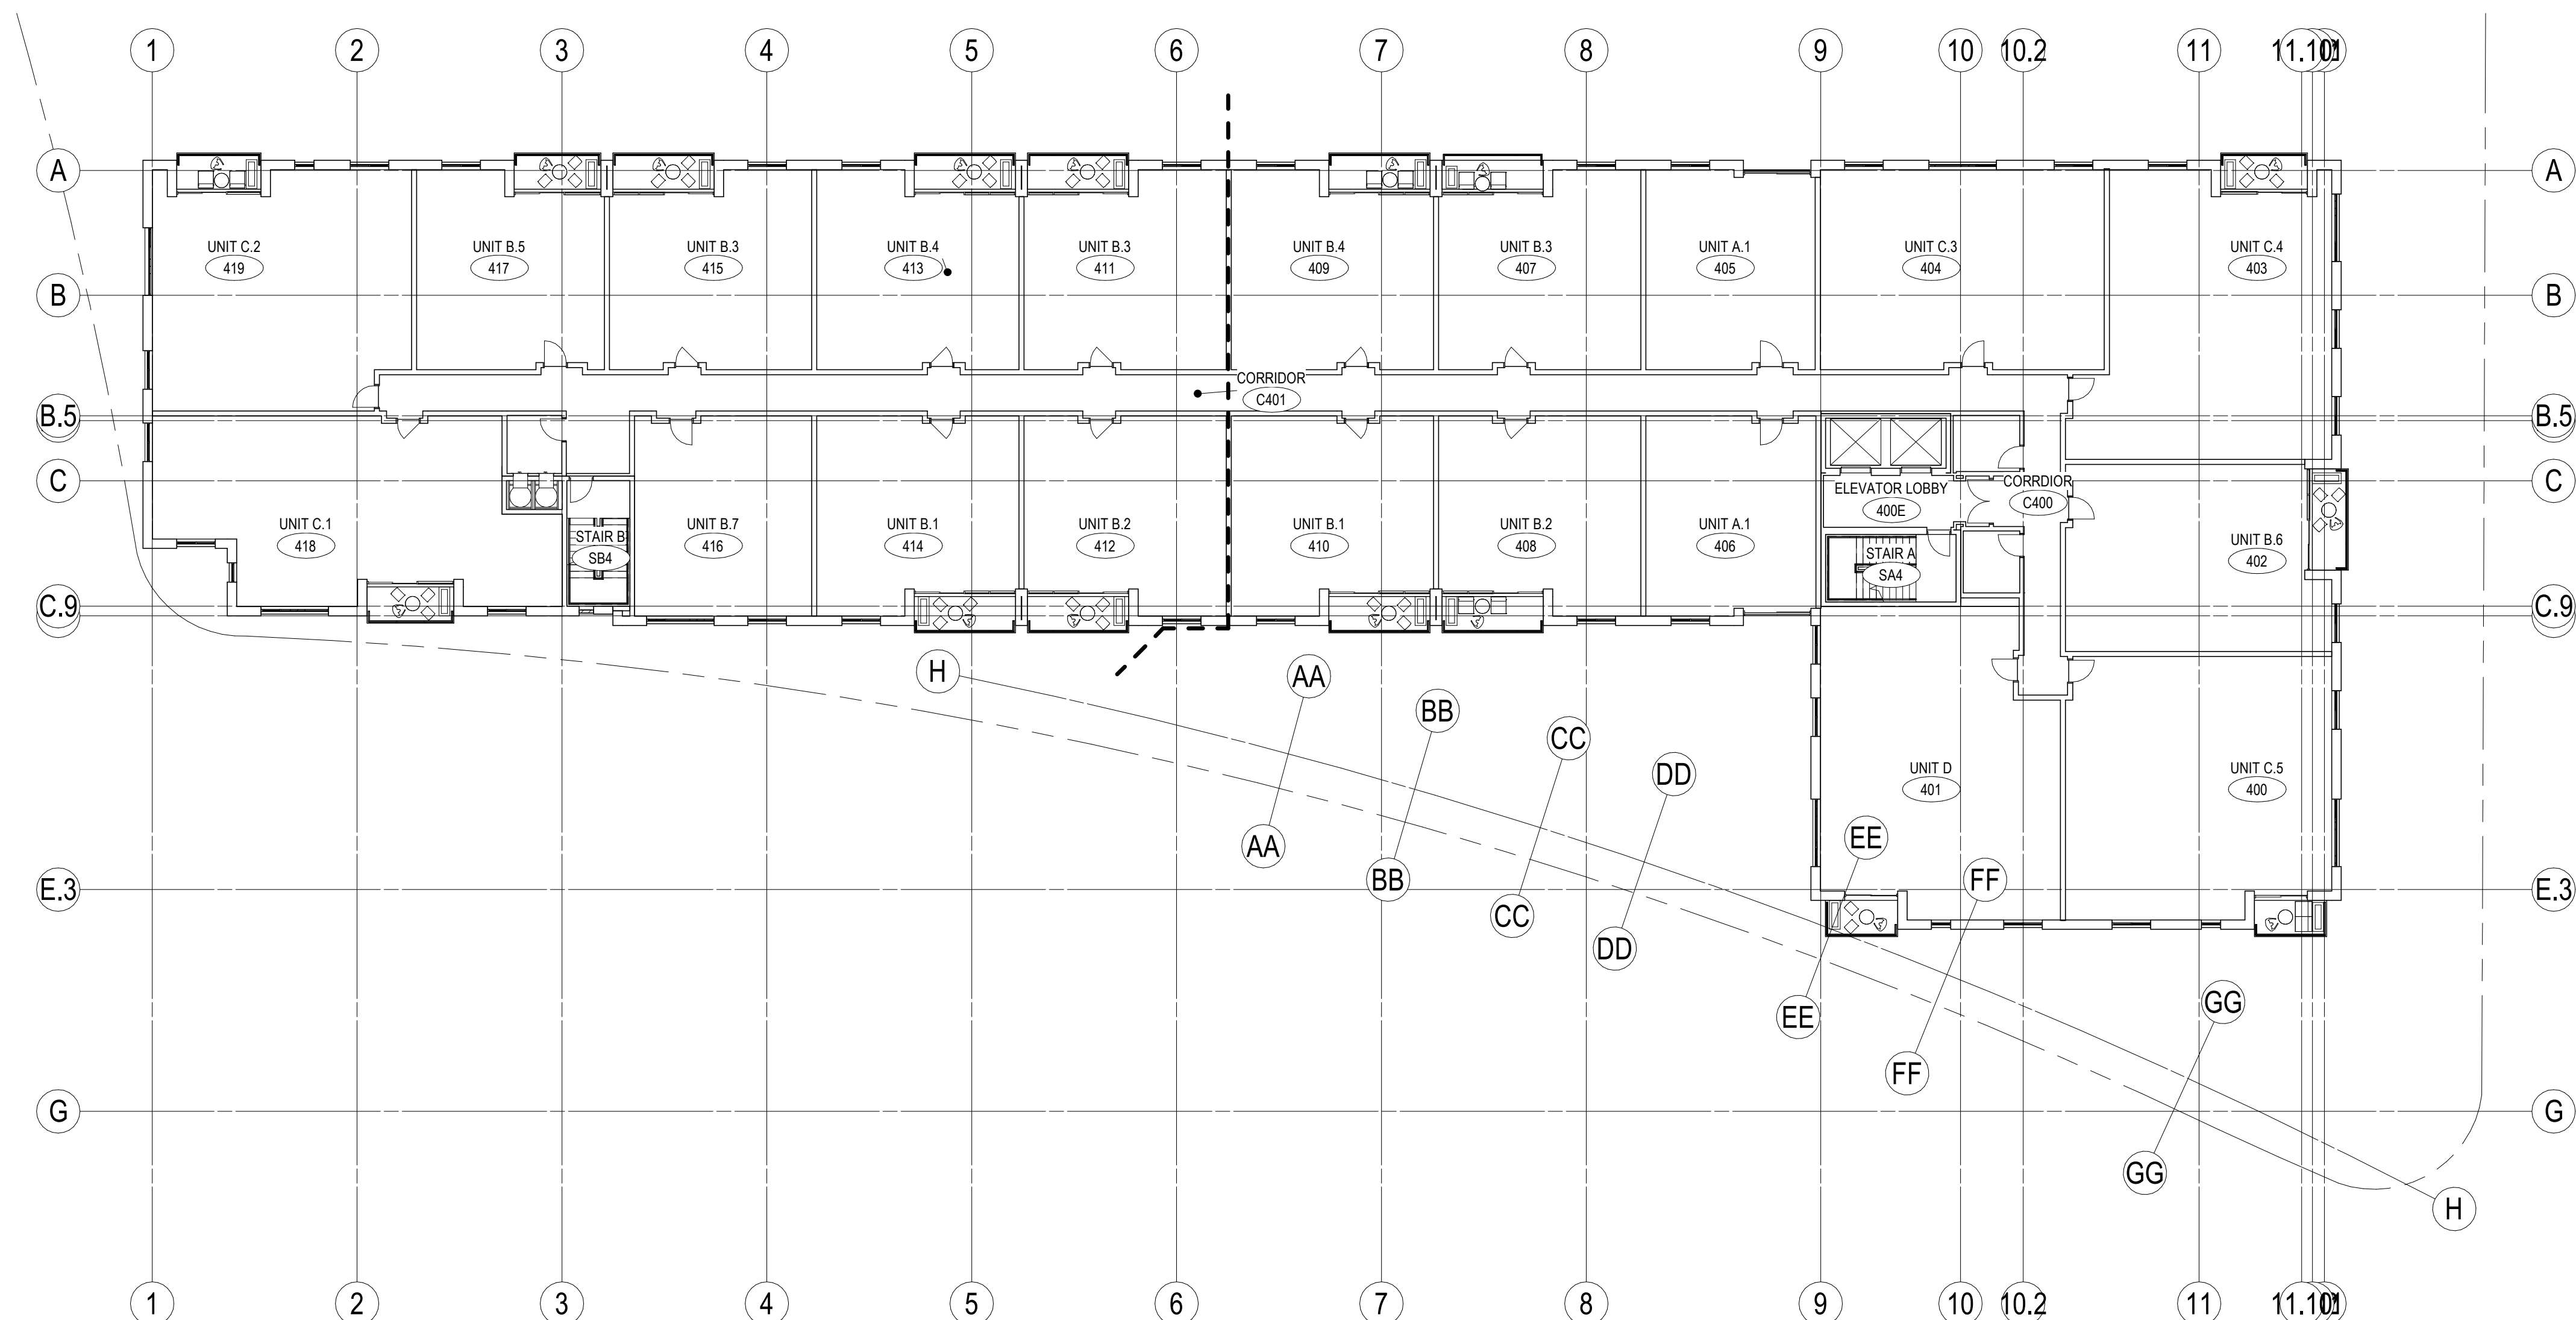 1 2 3 4 5 6 7 8 9 10 10.2 11
A A
UNIT C.2 UNIT B.5 UNIT B.3 UNIT B.4 UNIT B.3 UNIT B.4 UNIT B.3 UNIT A.1 UNIT C.3 UNIT C.4
419 417 415 413 411 409 407 405 404 403
B B
CORRIDOR
C401
B.5 B.5
C C
CORRDIOR
C400
ELEVATOR LOBBY
400E
UNIT C.1 UNIT B.7 UNIT B.1 UNIT B.2 UNIT B.1 UNIT B.2 UNIT A.1
418 416 414 412 410 408 406
STAIR B
SB4
UNIT B.6
402
STAIR A
SA4
C.9 C.9
H AA
BB
CC
DD
UNIT D UNIT C.5
401 400
EE
AA
BB
FF
E.3 E.3
CC
DD
GG
EE
FF
G G
GG
H
1 2 3 4 5 6 7 8 9 10 10.2 11